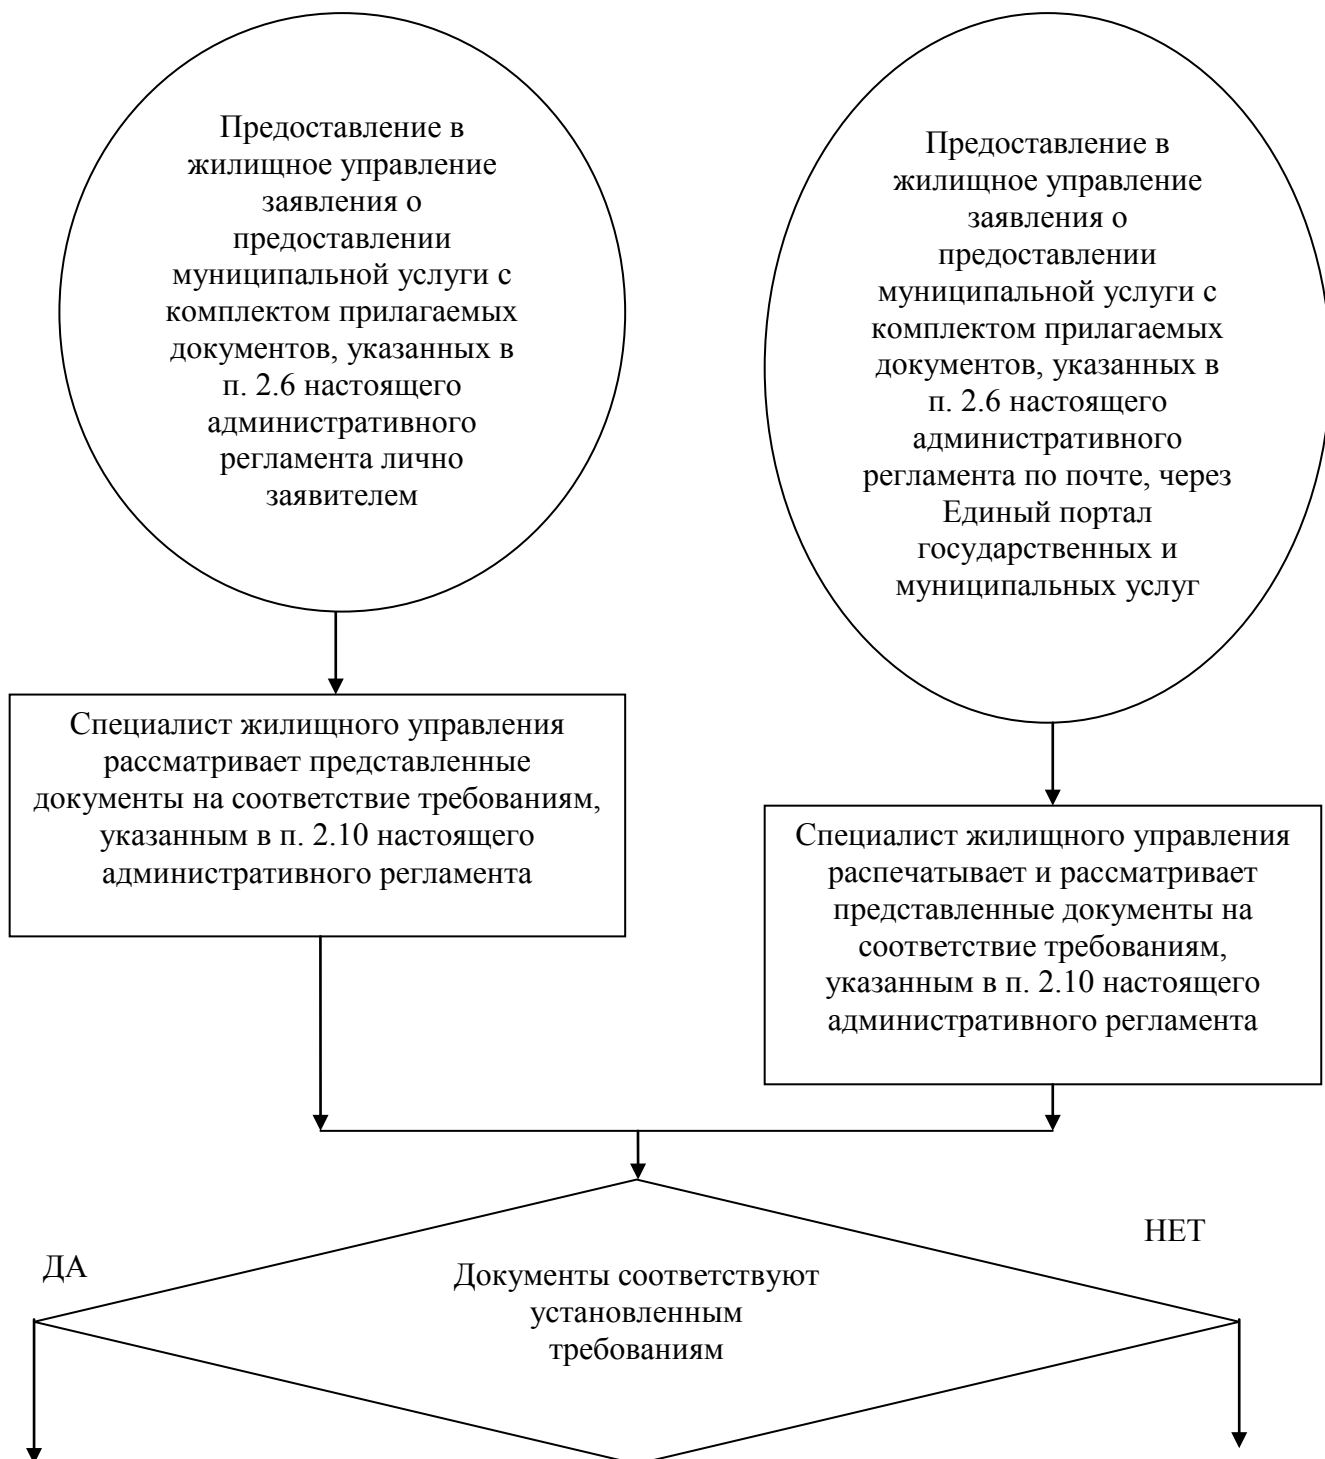 Предоставление в
жилищное управление
заявления о
предоставлении
муниципальной услуги с
комплектом прилагаемых
документов, указанных в
п. 2.6 настоящего
административного
регламента лично
заявителем
Предоставление в
жилищное управление
заявления о
предоставлении
муниципальной услуги с
комплектом прилагаемых
документов, указанных в
п. 2.6 настоящего
административного
регламента по почте, через
Единый портал
государственных и
муниципальных услуг
Специалист жилищного управления
рассматривает представленные
документы на соответствие требованиям,
указанным в п. 2.10 настоящего
административного регламента
Специалист жилищного управления
распечатывает и рассматривает
представленные документы на
соответствие требованиям,
указанным в п. 2.10 настоящего
административного регламента
ДА
НЕТ
Документы соответствуют
установленным
требованиям